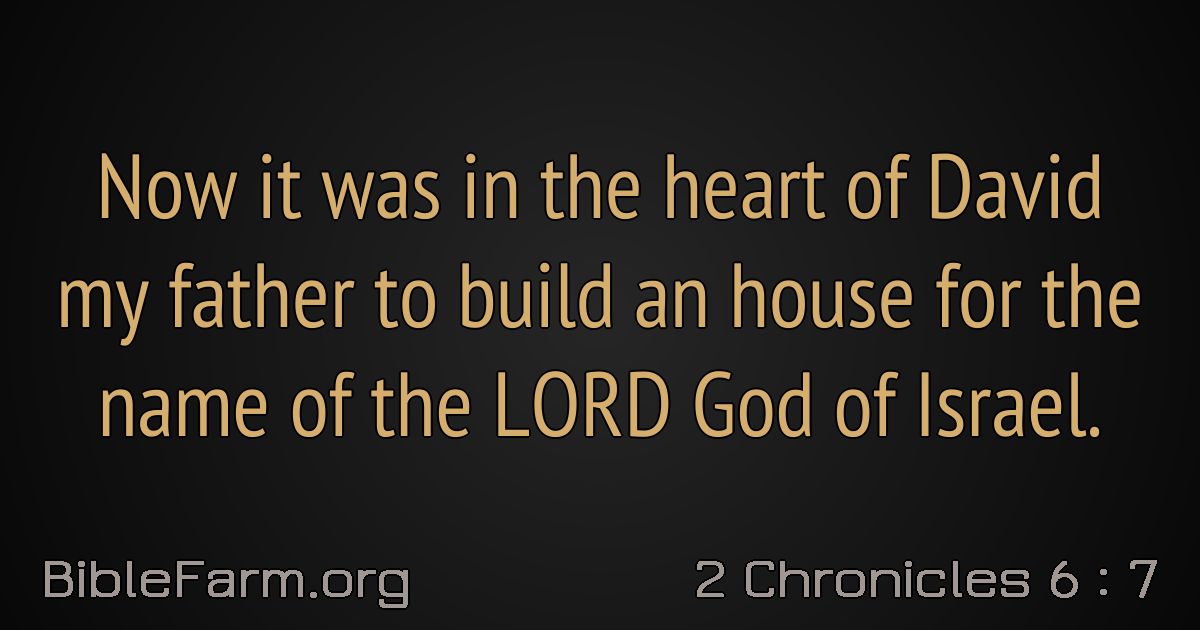 Now it was in the heart of David
my father to build an house for the
name of the LORD God of Israel.
BibleFarm.org
2 Chronicles 6 : 7